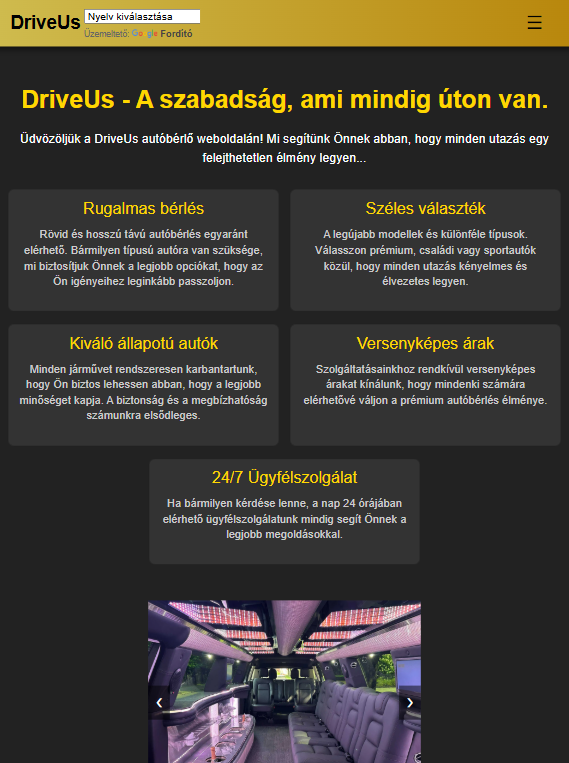 DriveUs
Nyelv kiválasztása
Üzemeltető: Google Fordító
DriveUs - A szabadság, ami mindig úton van.
Üdvözöljük a DriveUs autóbérlő weboldalán! Mi segítünk Önnek abban, hogy minden utazás egy
felejthetetlen élmény legyen...
Rugalmas bérlés
Rövid és hosszú távú autóbérlés egyaránt
elérhető. Bármilyen típusú autóra van szüksége,
mi biztosítjuk Önnek a legjobb opciókat, hogy az
Ön igényeihez leginkább passzoljon.
Széles választék
A legújabb modellek és különféle típusok.
Válasszon prémium, családi vagy sportautók
közül, hogy minden utazás kényelmes és
élvezetes legyen.
Kiváló állapotú autók
Minden járművet rendszeresen karbantartunk,
hogy Ön biztos lehessen abban, hogy a legjobb
minőséget kapja. A biztonság és a megbízhatóság
számunkra elsődleges.
Versenyképes árak
Szolgáltatásainkhoz rendkívül versenyképes
árakat kínálunk, hogy mindenki számára
elérhetővé váljon a prémium autóbérlés élménye.
24/7 Ügyfélszolgálat
Ha bármilyen kérdése lenne, a nap 24 órájában
elérhető ügyfélszolgálatunk mindig segít Önnek a
legjobb megoldásokkal.